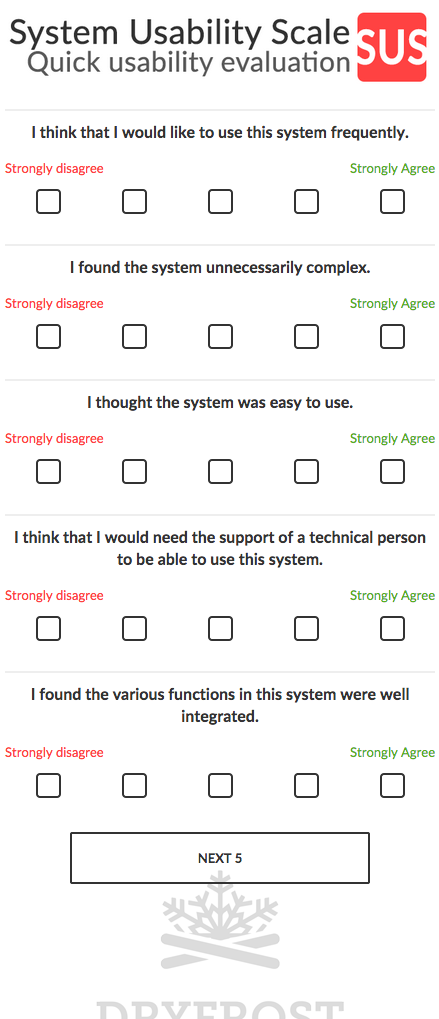 System Usability Scale
Quick usability evaluation
SUS
I think that I would like to use this system frequently.
Strongly disagree Strongly Agree
I found the system unnecessarily complex.
Strongly disagree Strongly Agree
I thought the system was easy to use.
Strongly disagree Strongly Agree
I think that I would need the support of a technical person
to be able to use this system.
Strongly disagree Strongly Agree
I found the various functions in this system were well
integrated.
Strongly disagree Strongly Agree
NEXT 5
DRYFROST